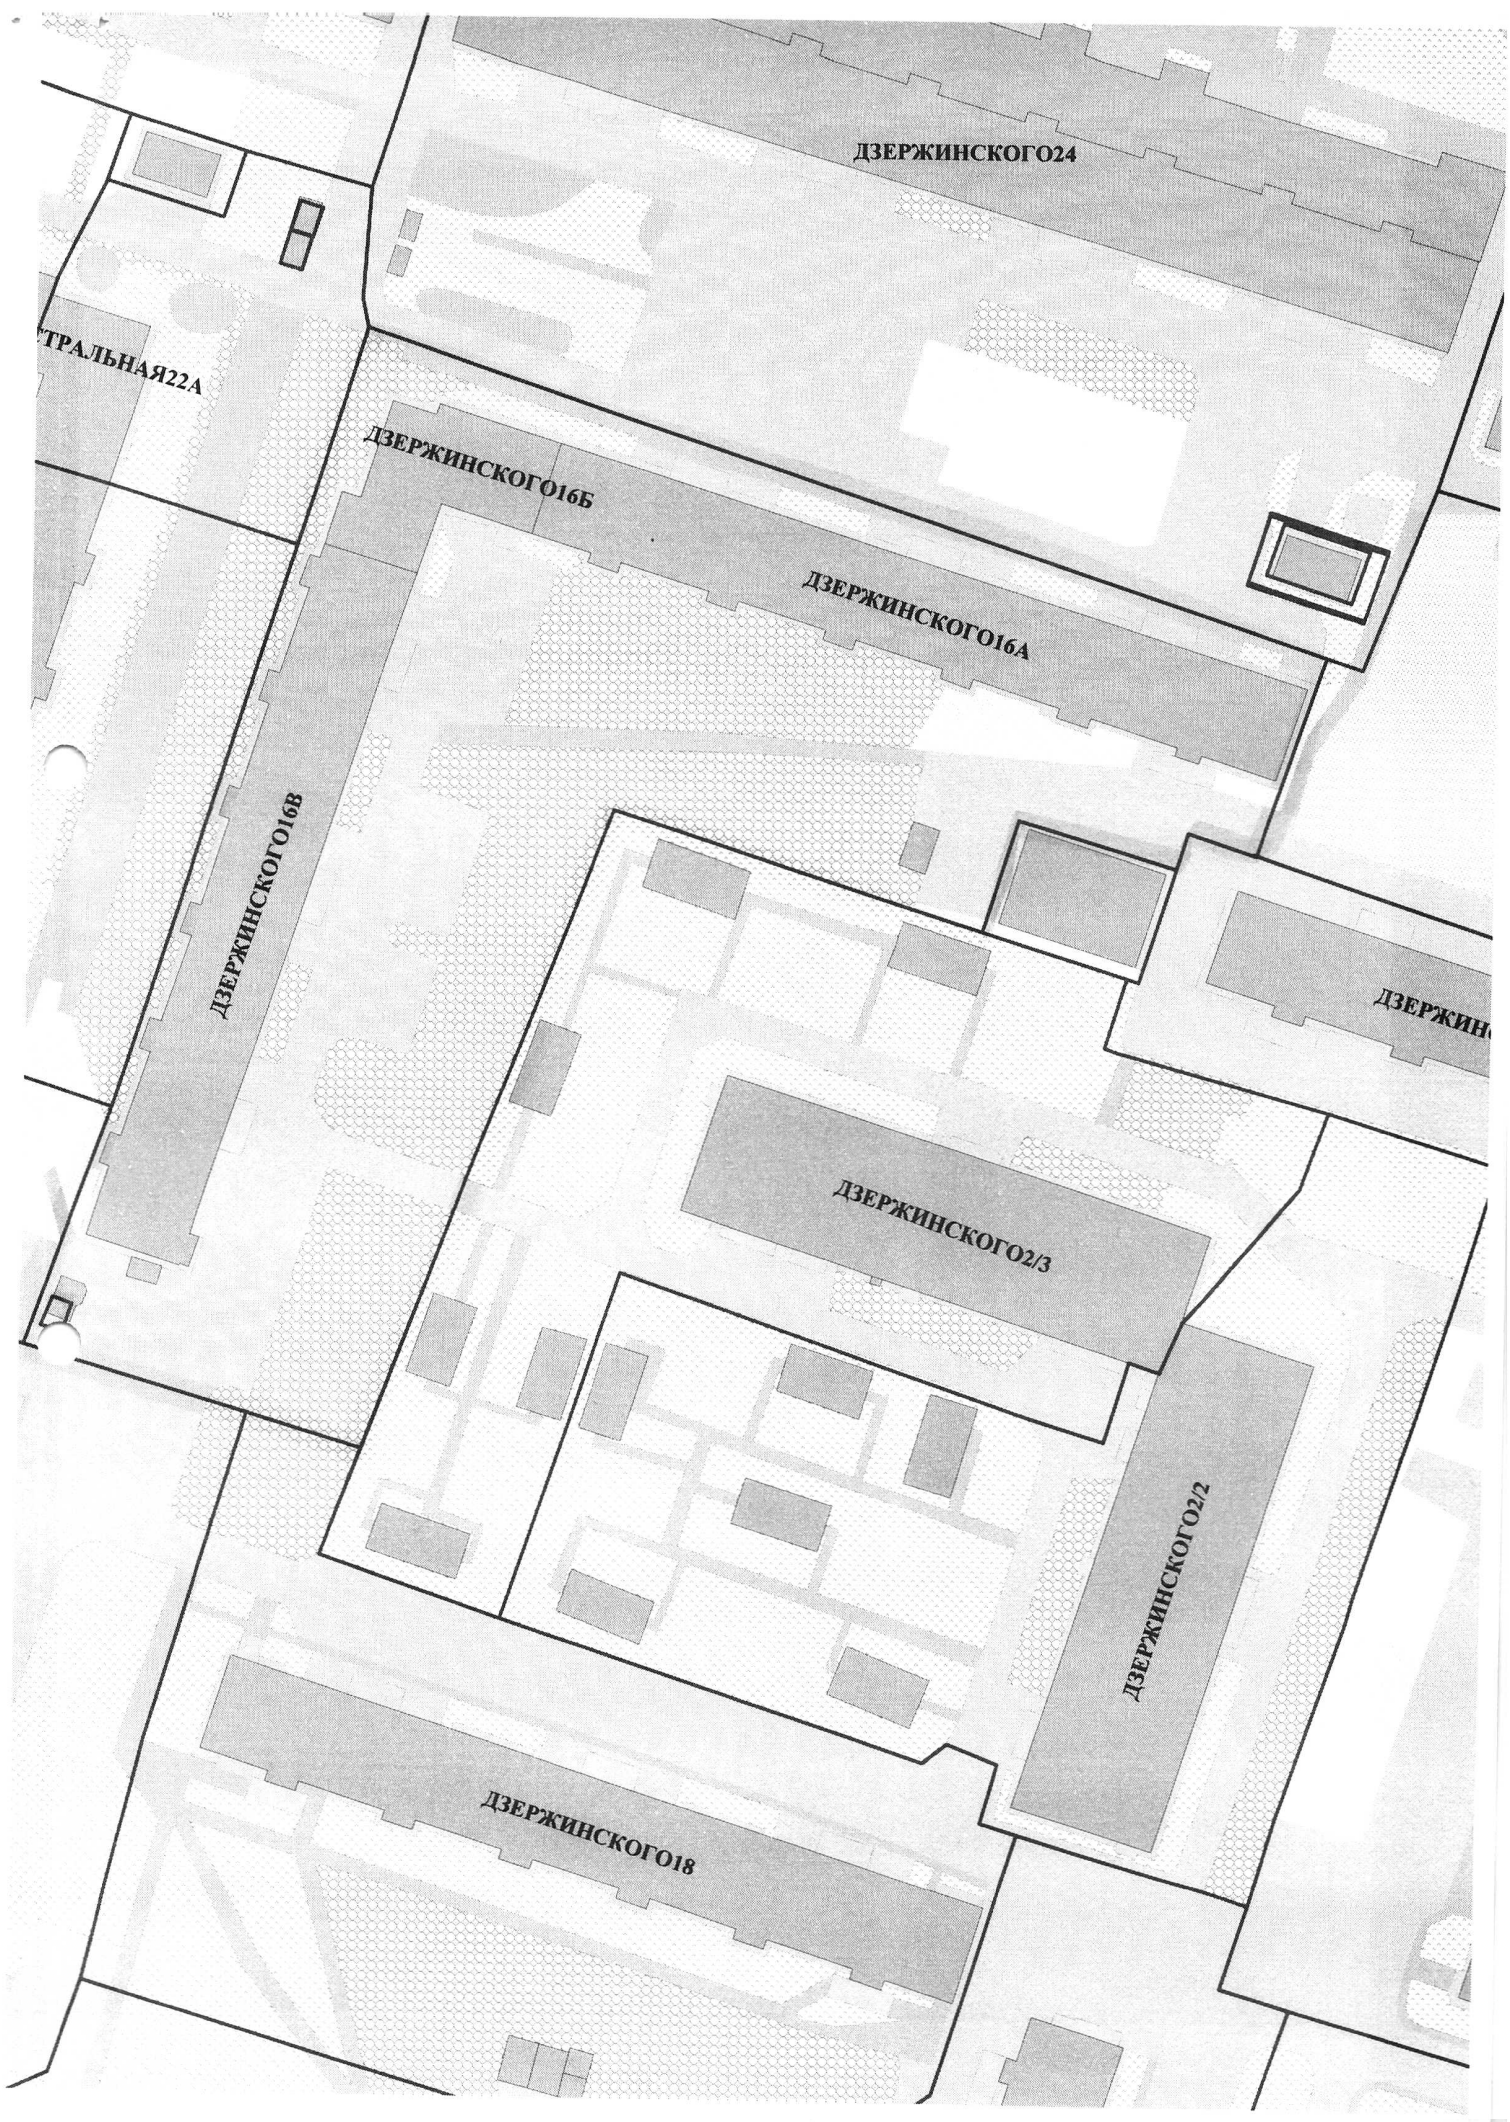 ДЗЕРЖИНСКОГО24
ТРАЛЬНАЯ22А
ДЗЕРЖИНСКОГО16Б
ДЗЕРЖИНСКОГО16А
ДЗЕРЖИНСКОГО16В
ДЗЕРЖИН
ДЗЕРЖИНСКОГО2/3
ДЗЕРЖИНСКОГО2/2
ДЗЕРЖИНСКОГО18